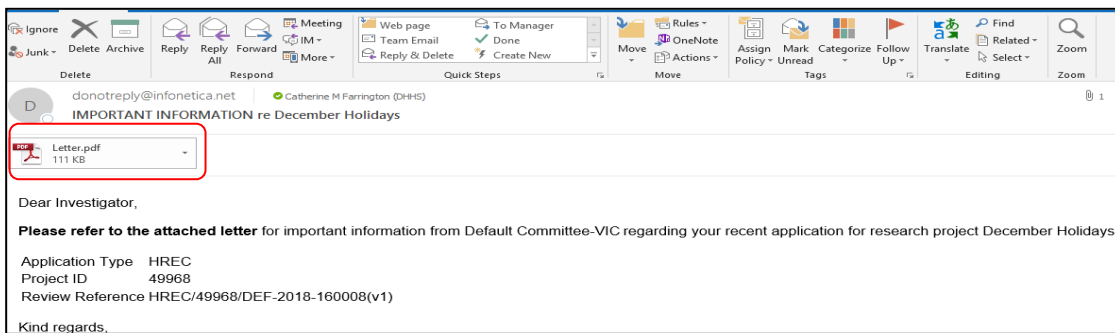 Ignore
Junk
Delete
Archive
Reply
Reply All
Forward
Meeting
IM
More
Web page
Team Email
Reply & Delete
To Manager
Done
Create New
Move
Rules
OneNote
Actions
Assign Policy
Mark Unread
Categorize
Follow Up
Translate
Find
Related
Select
Zoom
Delete
Respond
Quick Steps
Move
Tags
Editing
Zoom
D
donotreply@infonetica.net
Catherine M Farrington (DHHS)
1
IMPORTANT INFORMATION re December Holidays
PDF
Letter.pdf
111 KB
Dear Investigator,
Please refer to the attached letter for important information from Default Committee-VIC regarding your recent application for research project December Holidays
Application Type HREC
Project ID 49968
Review Reference HREC/49968/DEF-2018-160008(v1)
Kind regards,